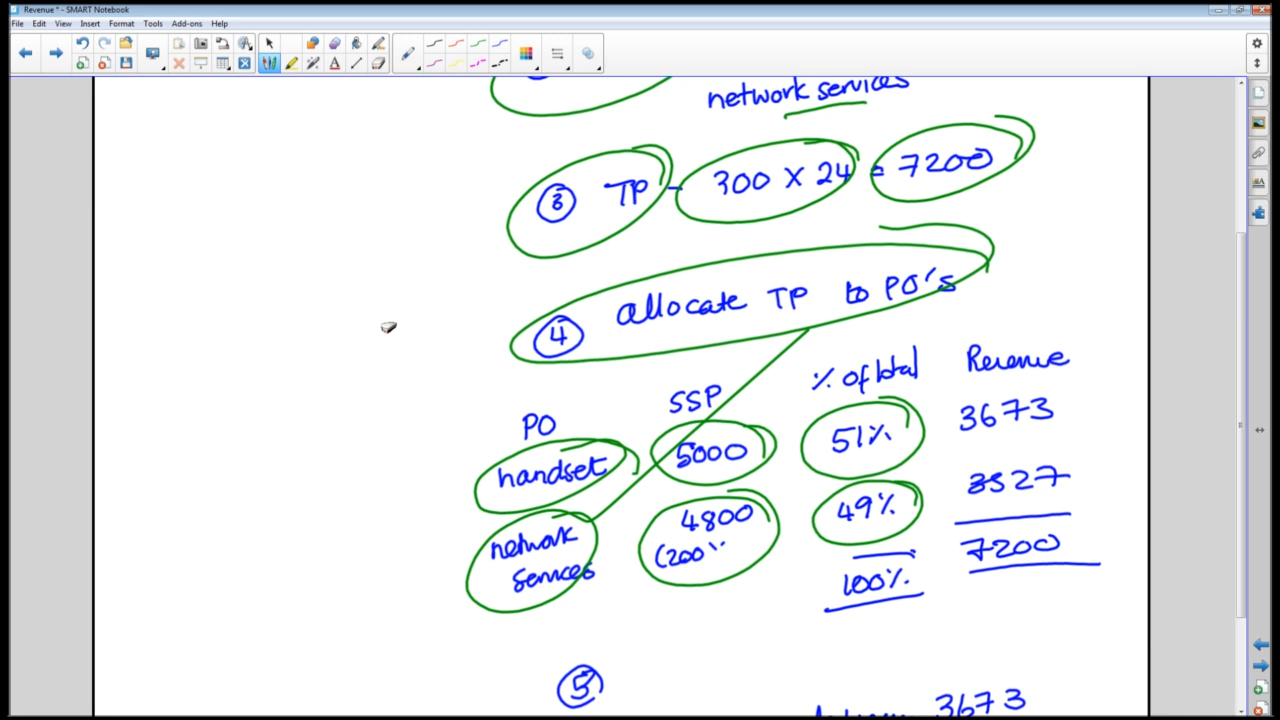 Revenue * - SMART Notebook
File Edit View Insert Format Tools Add-ons Help
network services
③ TP - 300 X 24 = 7200
④ allocate TP to PO's
PO SSP % of total Revenue
handset 5000 51% 3673
network 4800 49% 3527
services (200%
100% 7200
⑤
3673